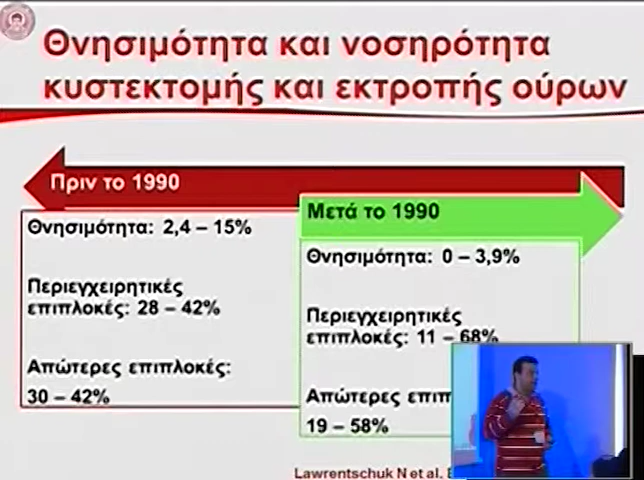 Θνησιμότητα και νοσηρότητα
κυστεκτομής και εκτροπής ούρων
Πριν το 1990
Θνησιμότητα: 2,4 – 15%
Περιεγχειρητικές
επιπλοκές: 28 – 42%
Απώτερες επιπλοκές:
30 – 42%
Μετά το 1990
Θνησιμότητα: 0 – 3,9%
Περιεγχειρητικές
επιπλοκές: 11 – 68%
Απώτερες
19 – 58%
Lawrentschuk N et al.